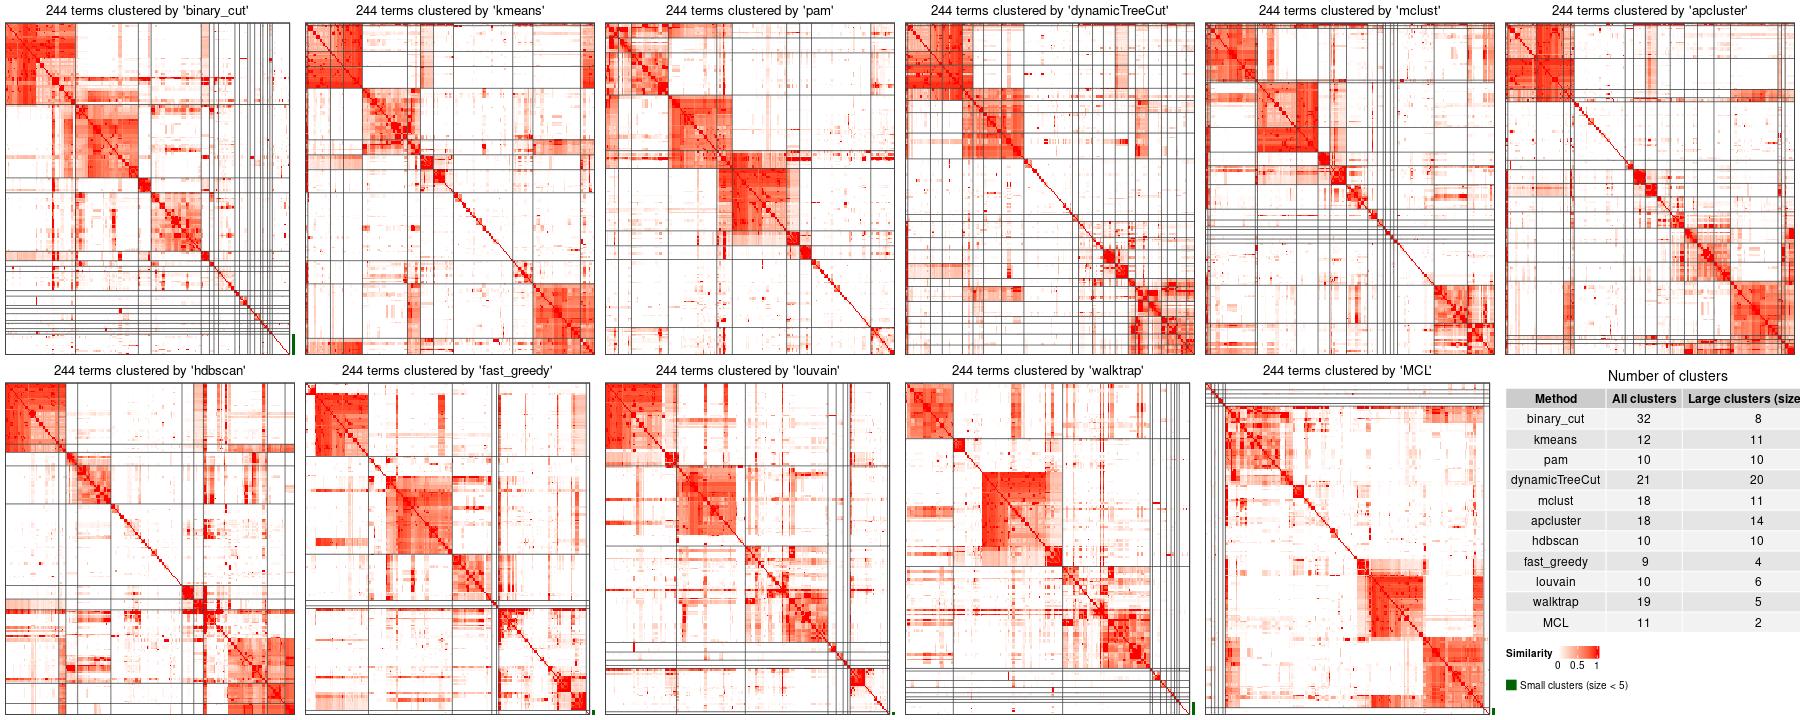 244 terms clustered by 'binary_cut'
244 terms clustered by 'kmeans'
244 terms clustered by 'pam'
244 terms clustered by 'dynamicTreeCut'
244 terms clustered by 'mclust'
244 terms clustered by 'apcluster'
244 terms clustered by 'hdbscan'
244 terms clustered by 'fast_greedy'
244 terms clustered by 'louvain'
244 terms clustered by 'walktrap'
244 terms clustered by 'MCL'
Number of clusters
Method All clusters Large clusters (size
binary_cut 32 8
kmeans 12 11
pam 10 10
dynamicTreeCut 21 20
mclust 18 11
apcluster 18 14
hdbscan 10 10
fast_greedy 9 4
louvain 10 6
walktrap 19 5
MCL 11 2
Similarity
0 0.5 1
Small clusters (size < 5)